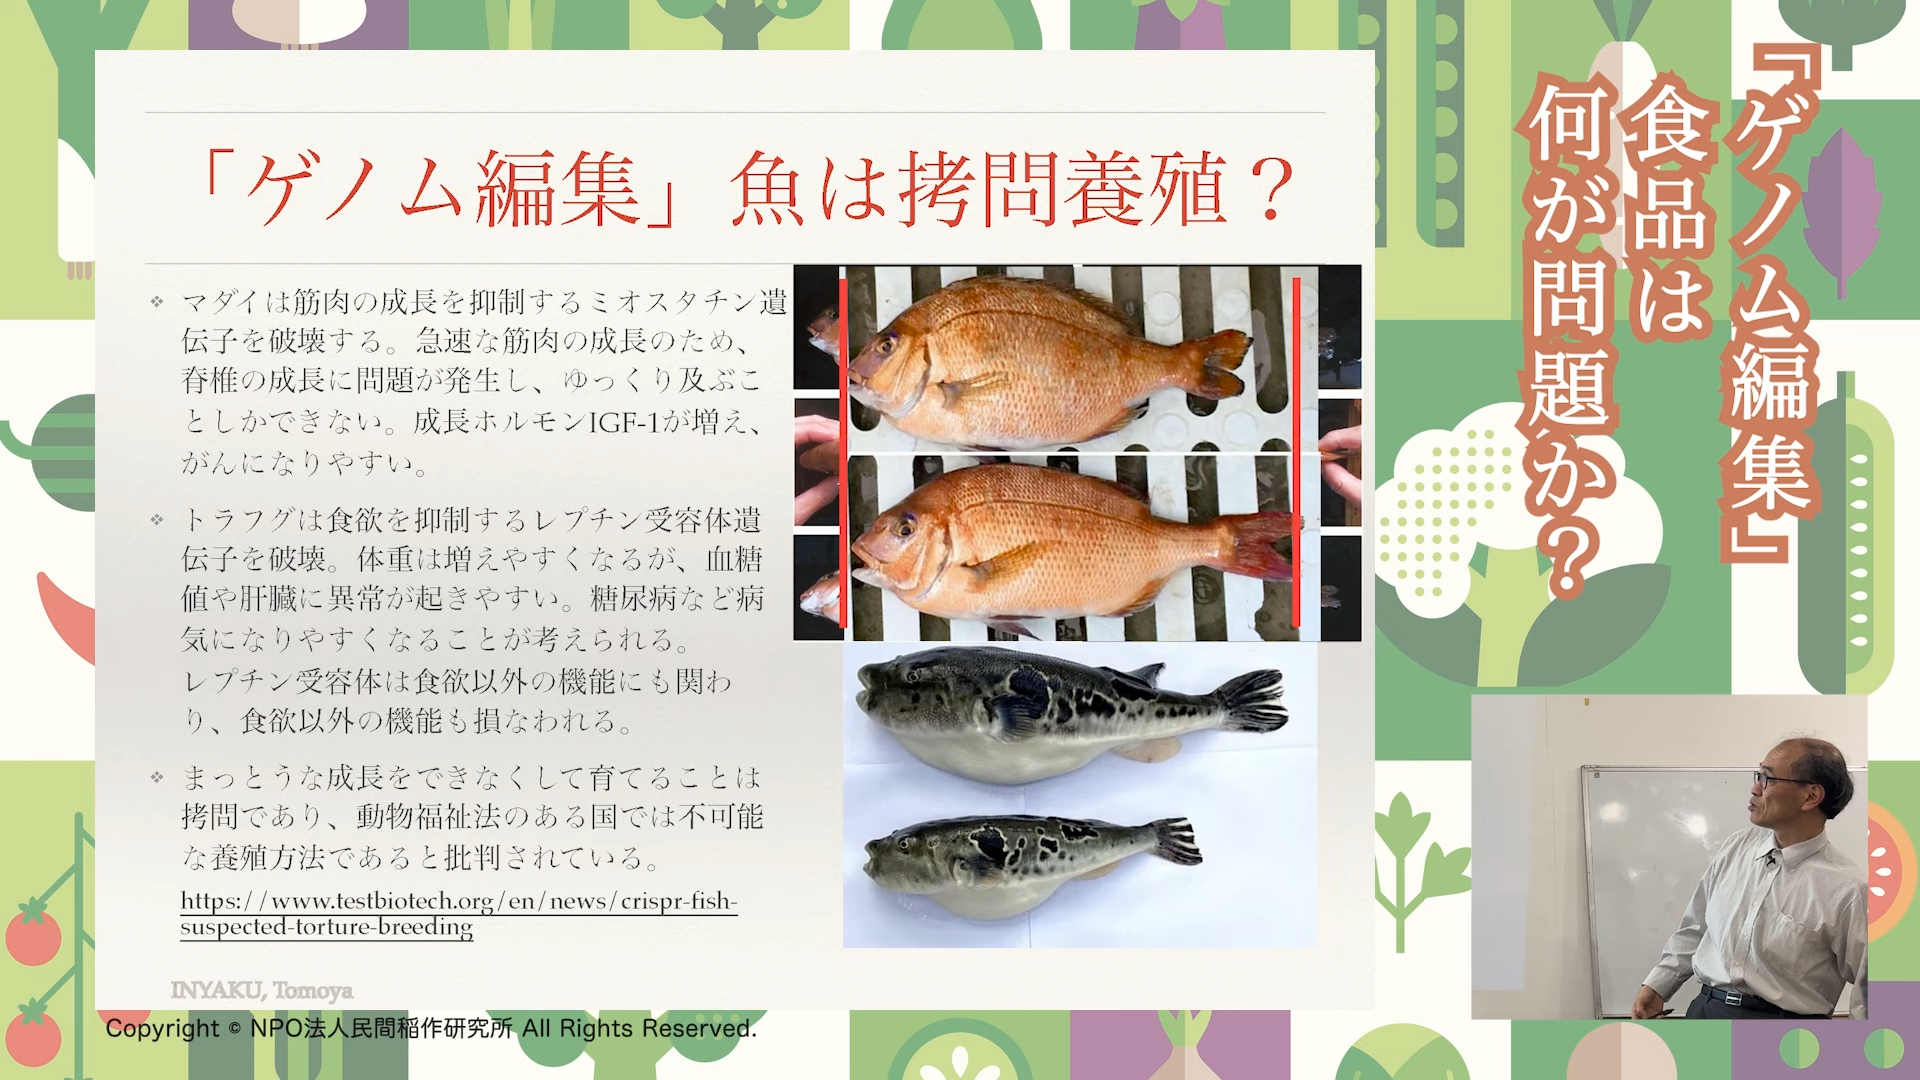 「ゲノム編集」魚は拷問養殖？
❖ マダイは筋肉の成長を抑制するミオスタチン遺
伝子を破壊する。急速な筋肉の成長のため、
脊椎の成長に問題が発生し、ゆっくり及ぶこ
としかできない。成長ホルモンIGF-1が増え、
がんになりやすい。
❖ トラフグは食欲を抑制するレプチン受容体遺
伝子を破壊。体重は増えやすくなるが、血糖
値や肝臓に異常が起きやすい。糖尿病など病
気になりやすくなることが考えられる。
レプチン受容体は食欲以外の機能にも関わ
り、食欲以外の機能も損なわれる。
❖ まっとうな成長をできなくして育てることは
拷問であり、動物福祉法のある国では不可能
な養殖方法であると批判されている。
https://www.testbiotech.org/en/news/crispr-fish-
suspected-torture-breeding
INYAKU, Tomoya
Copyright © NPO法人民間稲作研究所 All Rights Reserved.
『ゲノム編集』
食品は
何が問題か？